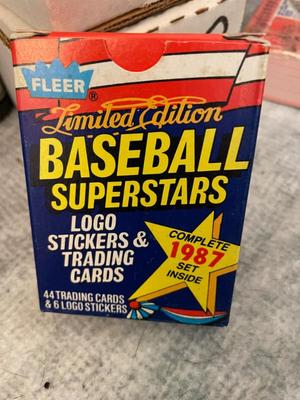 FLEER
®
Limited Edition
BASEBALL
SUPERSTARS
LOGO
STICKERS &
TRADING
CARDS
COMPLETE
1987
SET
INSIDE
44 TRADING CARDS
& 6 LOGO STICKERS